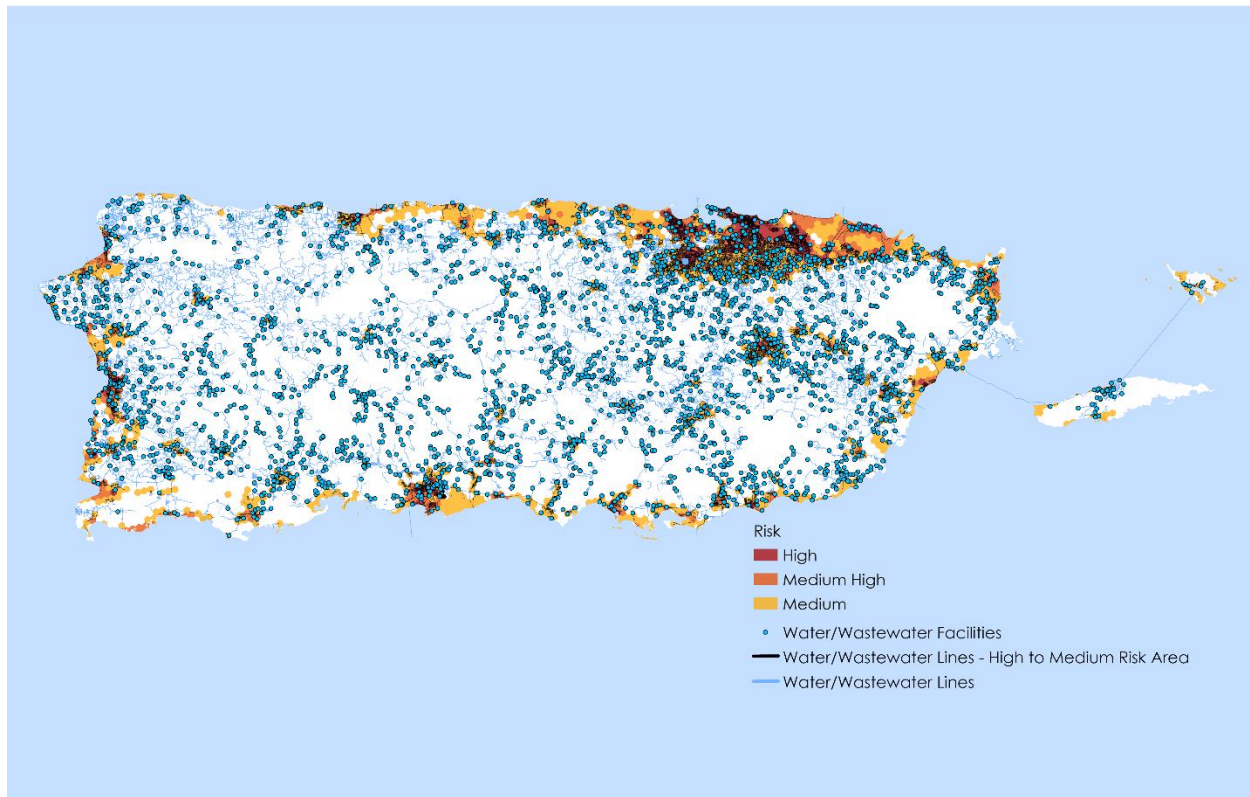 Risk
High
Medium High
Medium
Water/Wastewater Facilities
Water/Wastewater Lines - High to Medium Risk Area
Water/Wastewater Lines